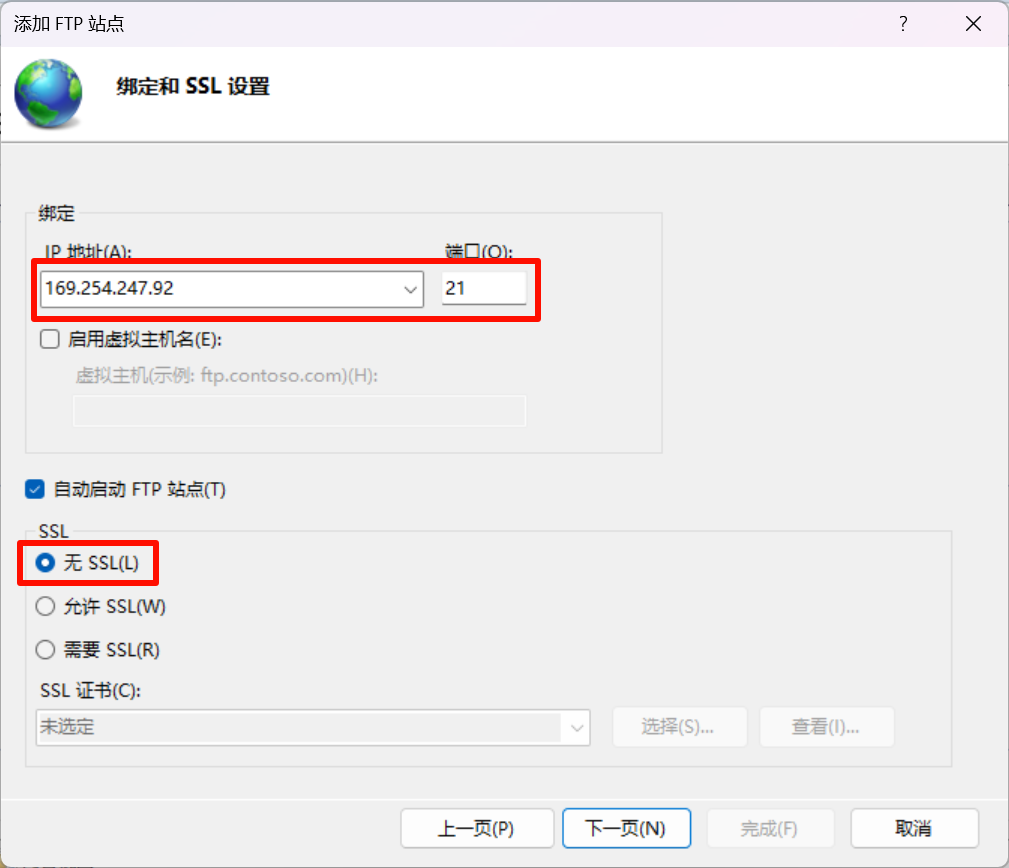 添加 FTP 站点
?
绑定和 SSL 设置
绑定
IP 地址(A): 端口(O):
169.254.247.92 21
启用虚拟主机名(E):
虚拟主机(示例: ftp.contoso.com)(H):
自动启动 FTP 站点(T)
SSL
无 SSL(L)
允许 SSL(W)
需要 SSL(R)
SSL 证书(C):
未选定 选择(S)... 查看(I)...
上一页(P) 下一页(N) 完成(F) 取消